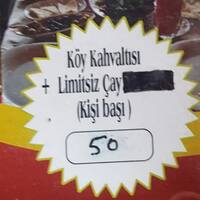 Köy Kahvaltısı
+ Limitsiz Çay
(Kişi başı)
50